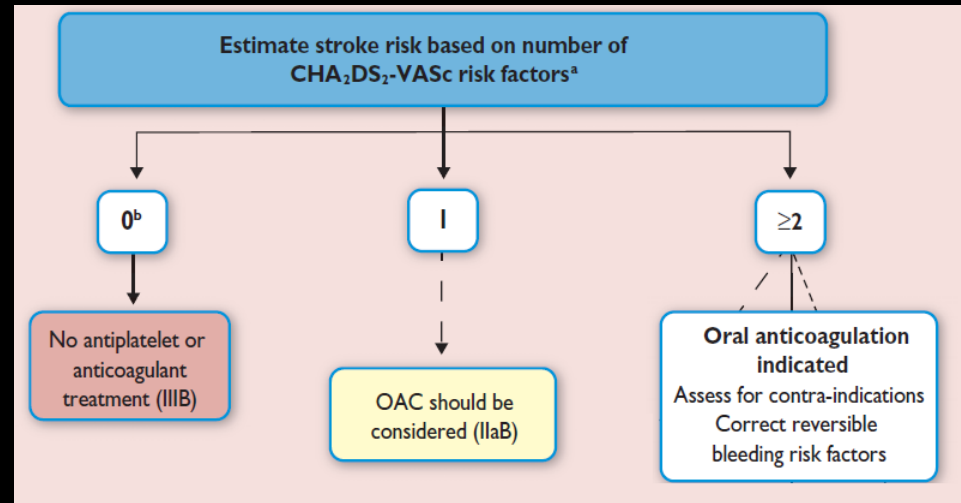 Estimate stroke risk based on number of
CHA₂DS₂-VASc risk factorsᵃ
0ᵇ
I
≥2
No antiplatelet or
anticoagulant
treatment (IIIB)
OAC should be
considered (IIaB)
Oral anticoagulation
indicated
Assess for contra-indications
Correct reversible
bleeding risk factors